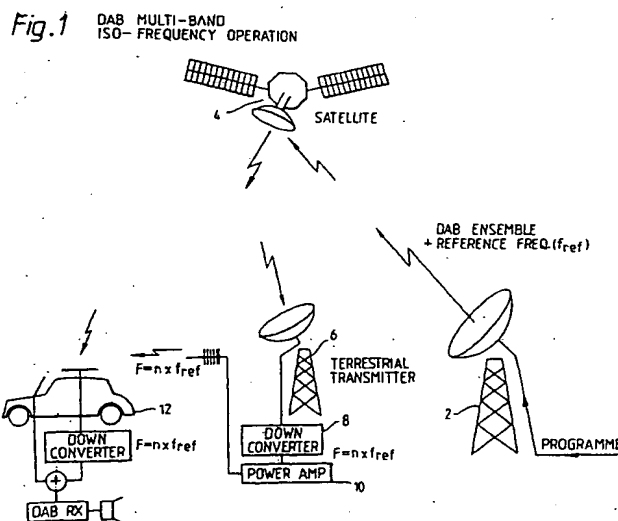 Fig.1 DAB MULTI-BAND
ISO-FREQUENCY OPERATION
4
SATELLITE
DAB ENSEMBLE
+ REFERENCE FREQ.(fref)
6
TERRESTRIAL
TRANSMITTER
F=n x fref
12
8
2
DOWN
CONVERTER
F=n x fref
DOWN
CONVERTER
F=n x fref
PROGRAMME
POWER AMP
10
+
DAB RX